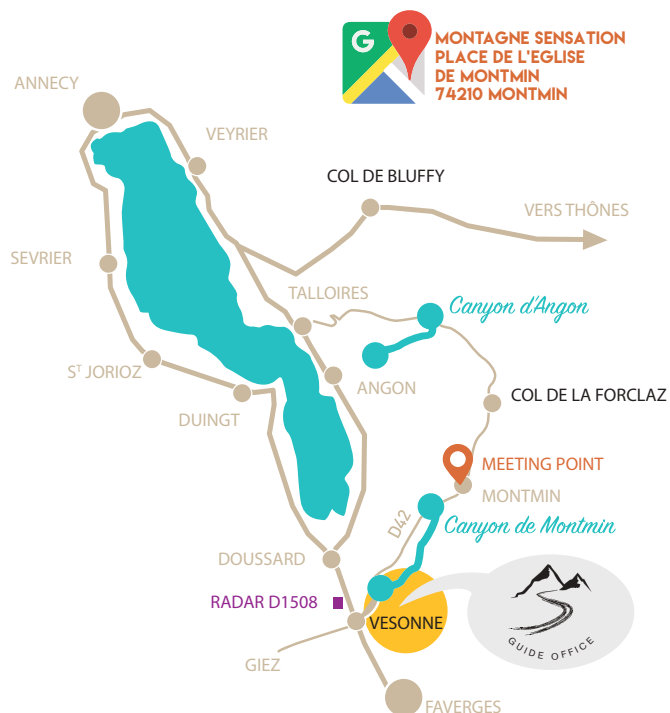 G
MONTAGNE SENSATION
PLACE DE L'EGLISE
DE MONTMIN
74210 MONTMIN
ANNECY
VEYRIER
COL DE BLUFFY
VERS THÔNES
SEVRIER
TALLOIRES
Canyon d'Angon
Sᵀ JORIOZ
ANGON
DUINGT
COL DE LA FORCLAZ
MEETING POINT
MONTMIN
D42
Canyon de Montmin
DOUSSARD
RADAR D1508
VESONNE
GUIDE OFFICE
GIEZ
FAVERGES